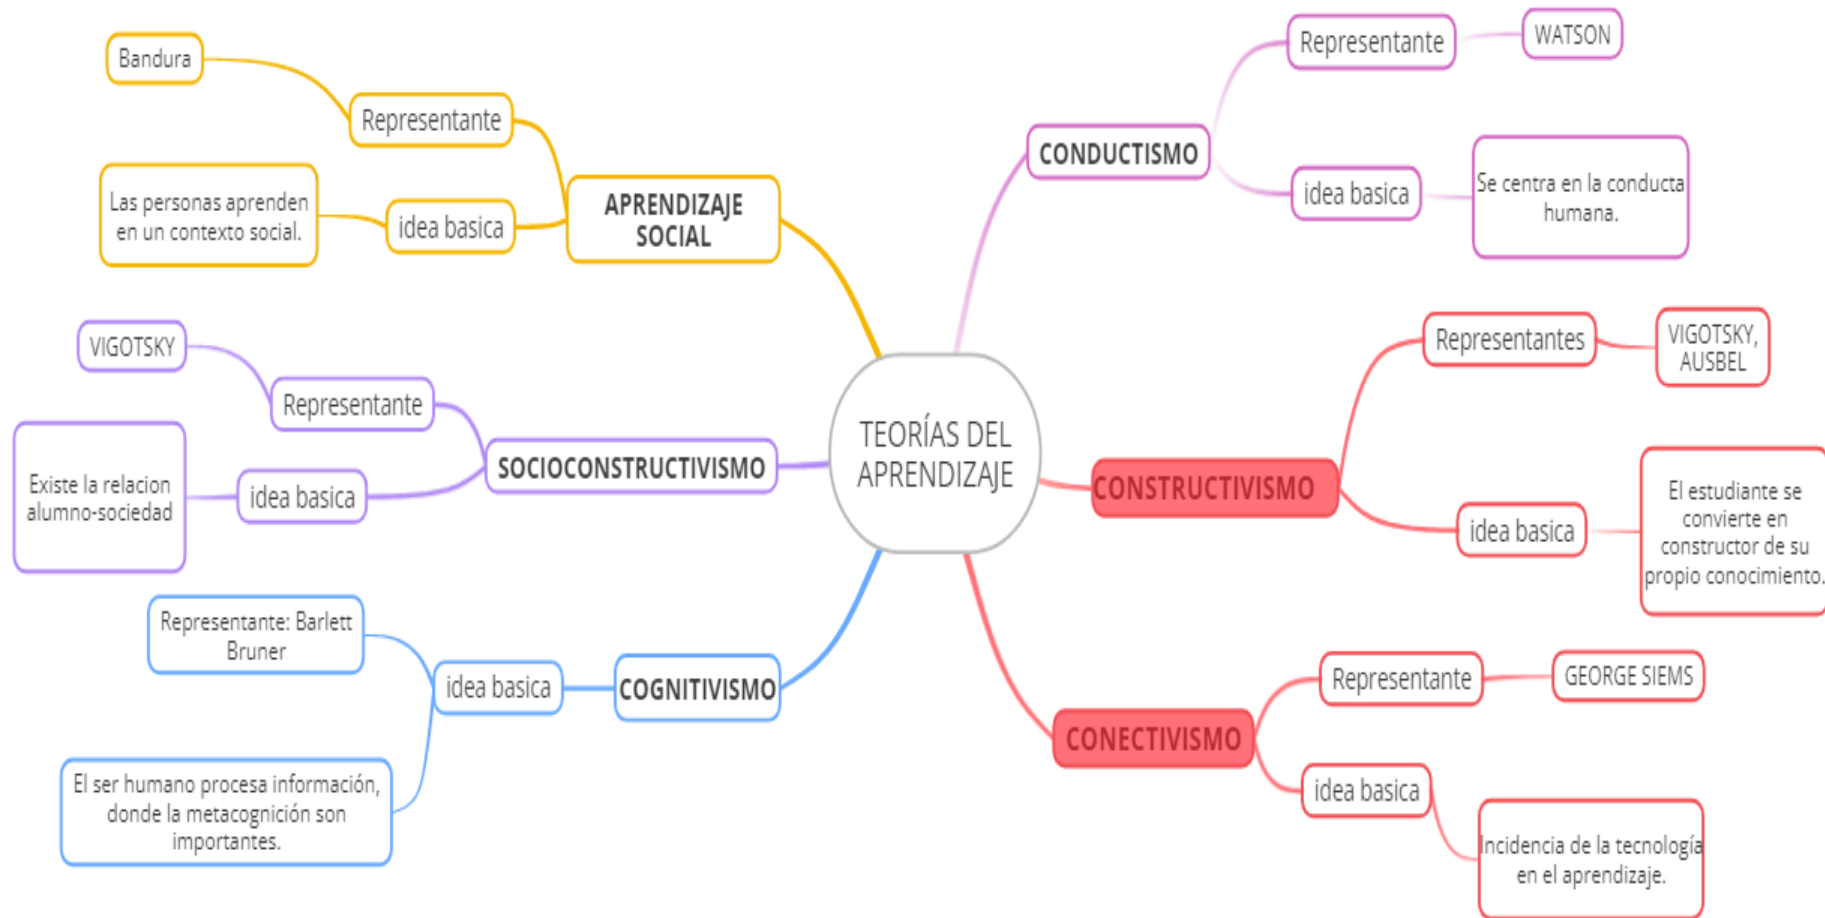 TEORÍAS DEL
APRENDIZAJE
APRENDIZAJE
SOCIAL
Representante
Bandura
idea basica
Las personas aprenden
en un contexto social.
SOCIOCONSTRUCTIVISMO
Representante
VIGOTSKY
idea basica
Existe la relacion
alumno-sociedad
COGNITIVISMO
idea basica
Representante: Barlett
Bruner
El ser humano procesa información,
donde la metacognición son
importantes.
CONDUCTISMO
Representante
WATSON
idea basica
Se centra en la conducta
humana.
CONSTRUCTIVISMO
Representantes
VIGOTSKY,
AUSBEL
idea basica
El estudiante se
convierte en
constructor de su
propio conocimiento.
CONECTIVISMO
Representante
GEORGE SIEMS
idea basica
Incidencia de la tecnología
en el aprendizaje.